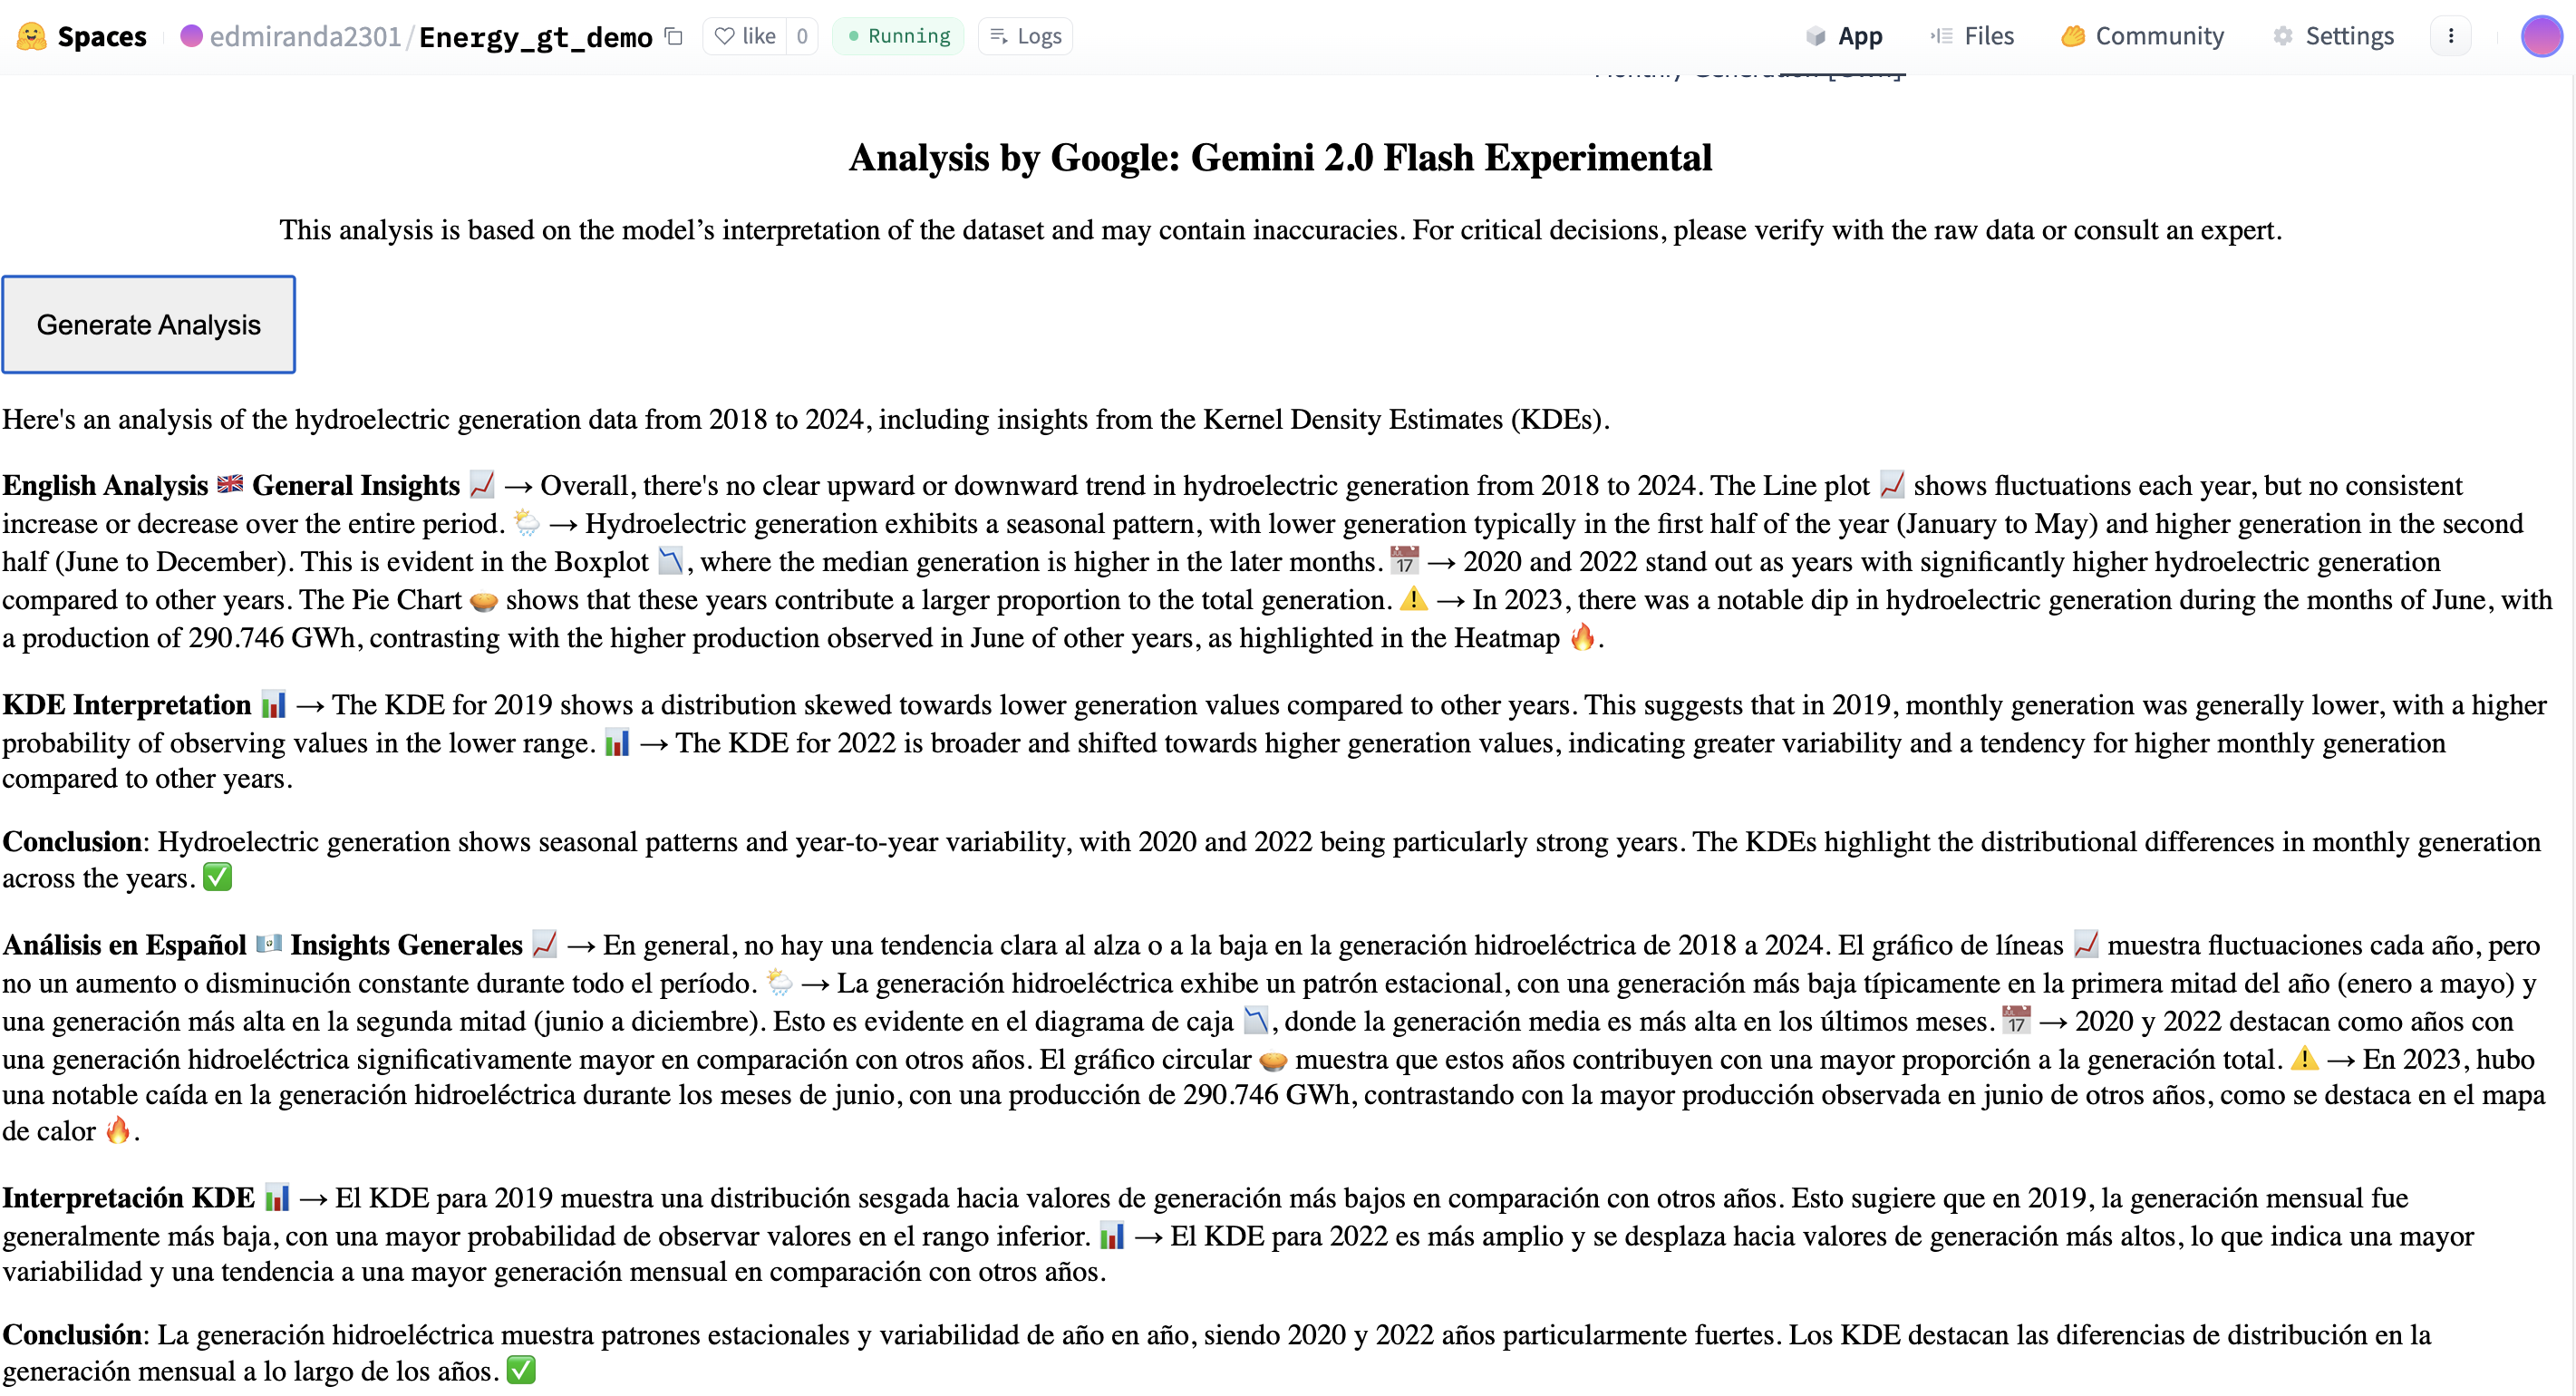 Spaces edmiranda2301/Energy_gt_demo like 0 Running Logs App Files Community Settings
Monthly Generation [GWh]
Analysis by Google: Gemini 2.0 Flash Experimental
This analysis is based on the model’s interpretation of the dataset and may contain inaccuracies. For critical decisions, please verify with the raw data or consult an expert.
Generate Analysis
Here's an analysis of the hydroelectric generation data from 2018 to 2024, including insights from the Kernel Density Estimates (KDEs).
English Analysis 🇬🇧 General Insights 📈 → Overall, there's no clear upward or downward trend in hydroelectric generation from 2018 to 2024. The Line plot 📈 shows fluctuations each year, but no consistent
increase or decrease over the entire period. 🌦️ → Hydroelectric generation exhibits a seasonal pattern, with lower generation typically in the first half of the year (January to May) and higher generation in the second
half (June to December). This is evident in the Boxplot 📉, where the median generation is higher in the later months. 📅 → 2020 and 2022 stand out as years with significantly higher hydroelectric generation
compared to other years. The Pie Chart 🥧 shows that these years contribute a larger proportion to the total generation. ⚠️ → In 2023, there was a notable dip in hydroelectric generation during the months of June, with
a production of 290.746 GWh, contrasting with the higher production observed in June of other years, as highlighted in the Heatmap 🔥.
KDE Interpretation 📊 → The KDE for 2019 shows a distribution skewed towards lower generation values compared to other years. This suggests that in 2019, monthly generation was generally lower, with a higher
probability of observing values in the lower range. 📊 → The KDE for 2022 is broader and shifted towards higher generation values, indicating greater variability and a tendency for higher monthly generation
compared to other years.
Conclusion: Hydroelectric generation shows seasonal patterns and year-to-year variability, with 2020 and 2022 being particularly strong years. The KDEs highlight the distributional differences in monthly generation
across the years. ✅
Análisis en Español 🇬🇹 Insights Generales 📈 → En general, no hay una tendencia clara al alza o a la baja en la generación hidroeléctrica de 2018 a 2024. El gráfico de líneas 📈 muestra fluctuaciones cada año, pero
no un aumento o disminución constante durante todo el período. 🌦️ → La generación hidroeléctrica exhibe un patrón estacional, con una generación más baja típicamente en la primera mitad del año (enero a mayo) y
una generación más alta en la segunda mitad (junio a diciembre). Esto es evidente en el diagrama de caja 📉, donde la generación media es más alta en los últimos meses. 📅 → 2020 y 2022 destacan como años con
una generación hidroeléctrica significativamente mayor en comparación con otros años. El gráfico circular 🥧 muestra que estos años contribuyen con una mayor proporción a la generación total. ⚠️ → En 2023, hubo
una notable caída en la generación hidroeléctrica durante los meses de junio, con una producción de 290.746 GWh, contrastando con la mayor producción observada en junio de otros años, como se destaca en el mapa
de calor 🔥.
Interpretación KDE 📊 → El KDE para 2019 muestra una distribución sesgada hacia valores de generación más bajos en comparación con otros años. Esto sugiere que en 2019, la generación mensual fue
generalmente más baja, con una mayor probabilidad de observar valores en el rango inferior. 📊 → El KDE para 2022 es más amplio y se desplaza hacia valores de generación más altos, lo que indica una mayor
variabilidad y una tendencia a una mayor generación mensual en comparación con otros años.
Conclusión: La generación hidroeléctrica muestra patrones estacionales y variabilidad de año en año, siendo 2020 y 2022 años particularmente fuertes. Los KDE destacan las diferencias de distribución en la
generación mensual a lo largo de los años. ✅